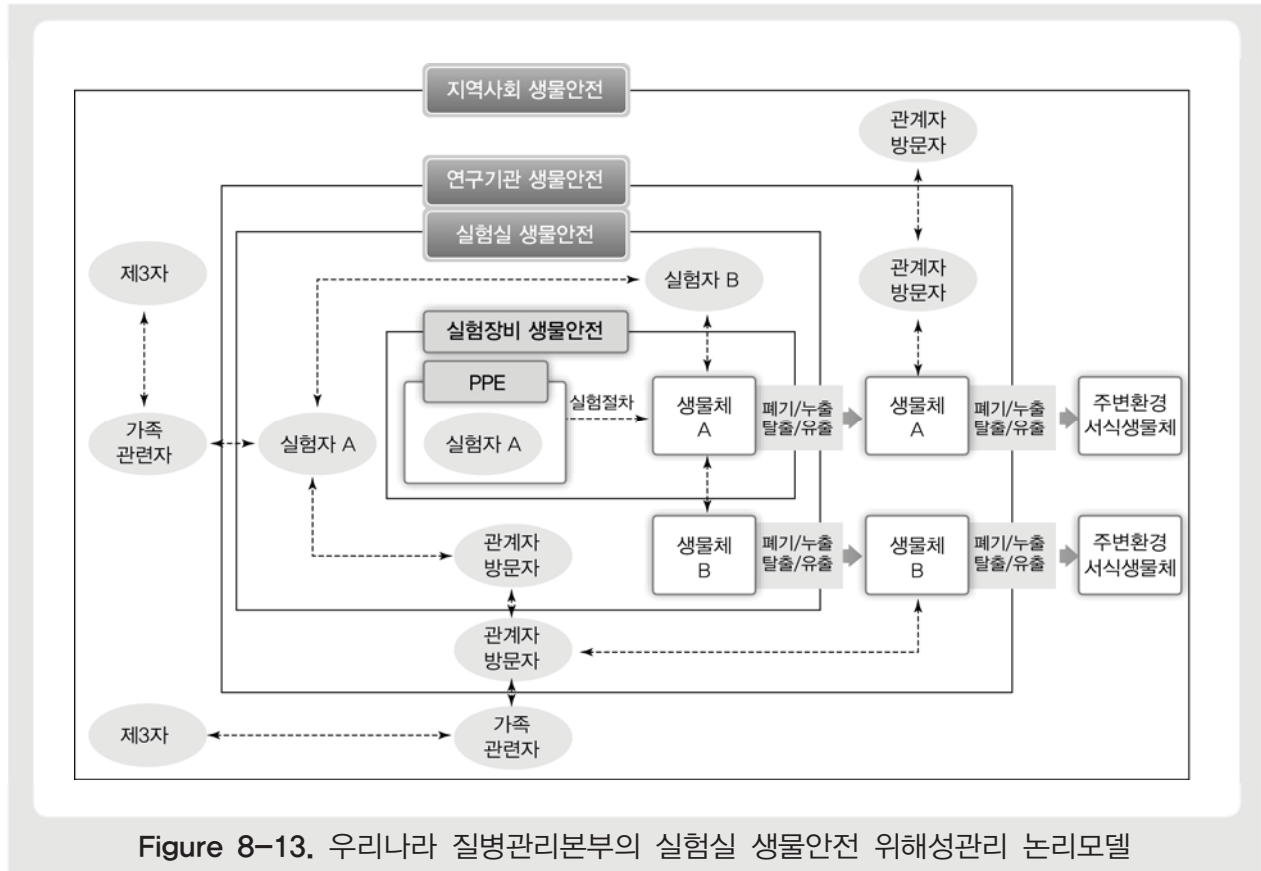 지역사회 생물안전
관계자
방문자
연구기관 생물안전
실험실 생물안전
제3자
실험자 B
관계자
방문자
실험장비 생물안전
PPE
실험절차
생물체
A
폐기/누출
탈출/유출
생물체
A
폐기/누출
탈출/유출
주변환경
서식생물체
가족
관련자
실험자 A
실험자 A
관계자
방문자
생물체
B
폐기/누출
탈출/유출
생물체
B
폐기/누출
탈출/유출
주변환경
서식생물체
관계자
방문자
제3자
가족
관련자
Figure 8-13. 우리나라 질병관리본부의 실험실 생물안전 위해성관리 논리모델